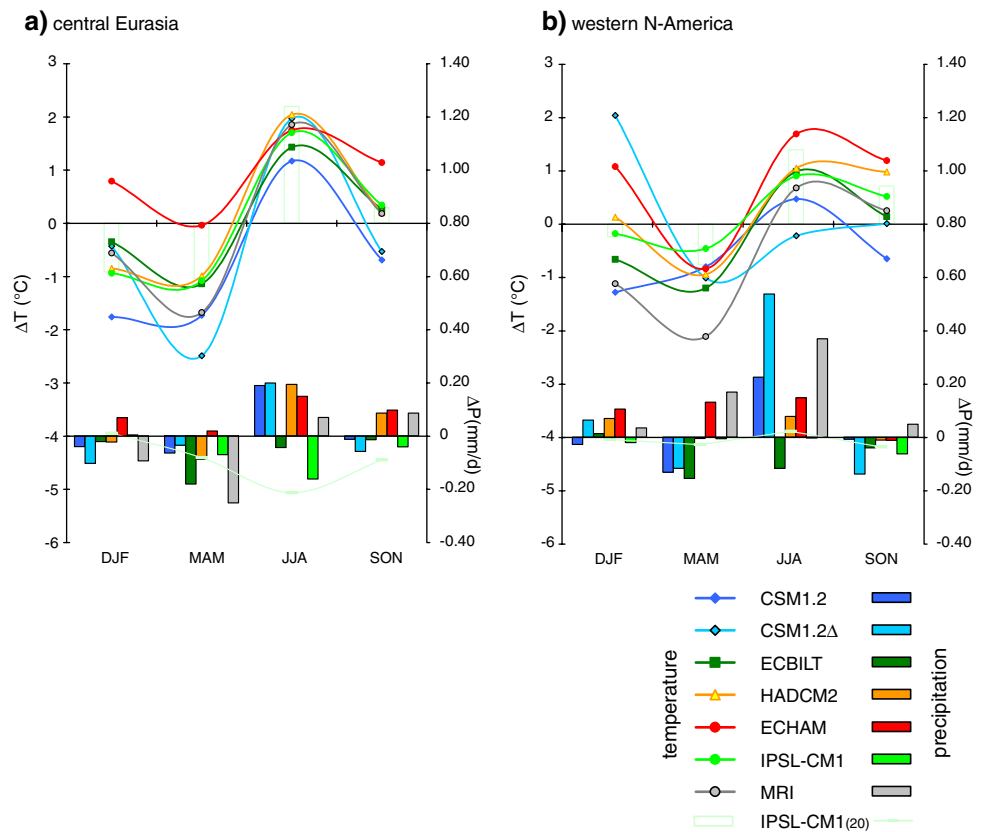 a) central Eurasia
b) western N-America
3
2
1
0
-1
-2
-3
-4
-5
-6
ΔT (°C)
1.40
1.20
1.00
0.80
0.60
0.40
0.20
0
-0.20
-0.40
ΔP(mm/d)
DJF MAM JJA SON
3
2
1
0
-1
-2
-3
-4
-5
-6
ΔT (°C)
1.40
1.20
1.00
0.80
0.60
0.40
0.20
0
-0.20
-0.40
ΔP(mm/d)
DJF MAM JJA SON
temperature
CSM1.2
CSM1.2Δ
ECBILT
HADCM2
ECHAM
IPSL-CM1
MRI
IPSL-CM1(20)
precipitation